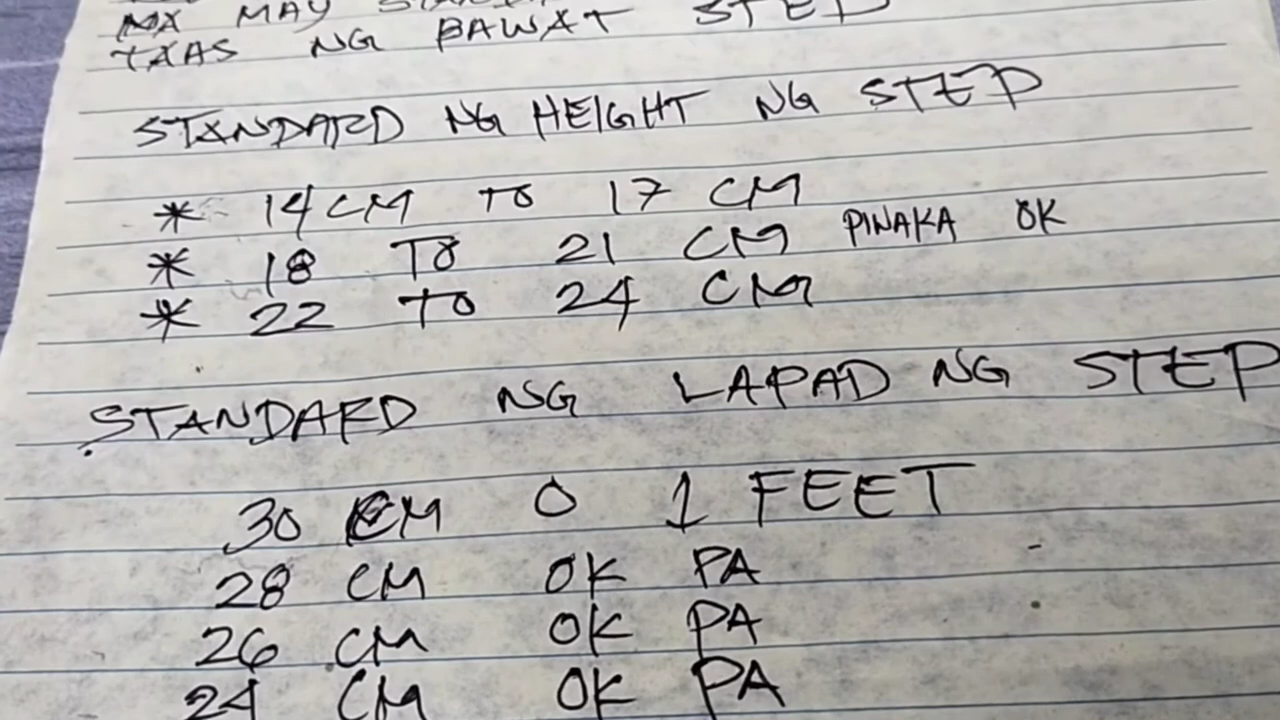 NA MAY
TAAS NG BAWAT STEP
STANDARD NG HEIGHT NG STEP
* 14 CM TO 17 CM
* 18 TO 21 CM PINAKA OK
* 22 TO 24 CM
STANDARD NG LAPAD NG STEP
30 CM O 1 FEET
28 CM OK PA
26 CM OK PA
24 CM OK PA